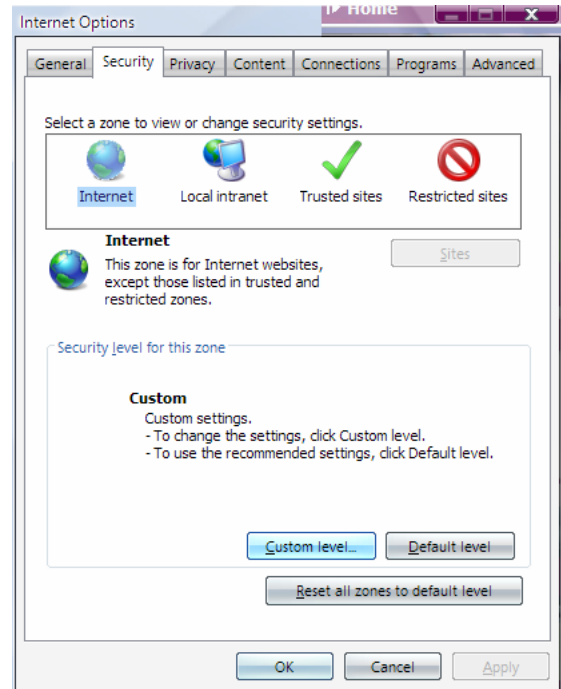 Home
Internet Options
General Security Privacy Content Connections Programs Advanced
Select a zone to view or change security settings.
Internet Local intranet Trusted sites Restricted sites
Internet
Sites
This zone is for Internet websites,
except those listed in trusted and
restricted zones.
Security level for this zone
Custom
Custom settings.
- To change the settings, click Custom level.
- To use the recommended settings, click Default level.
Custom level... Default level
Reset all zones to default level
OK Cancel Apply